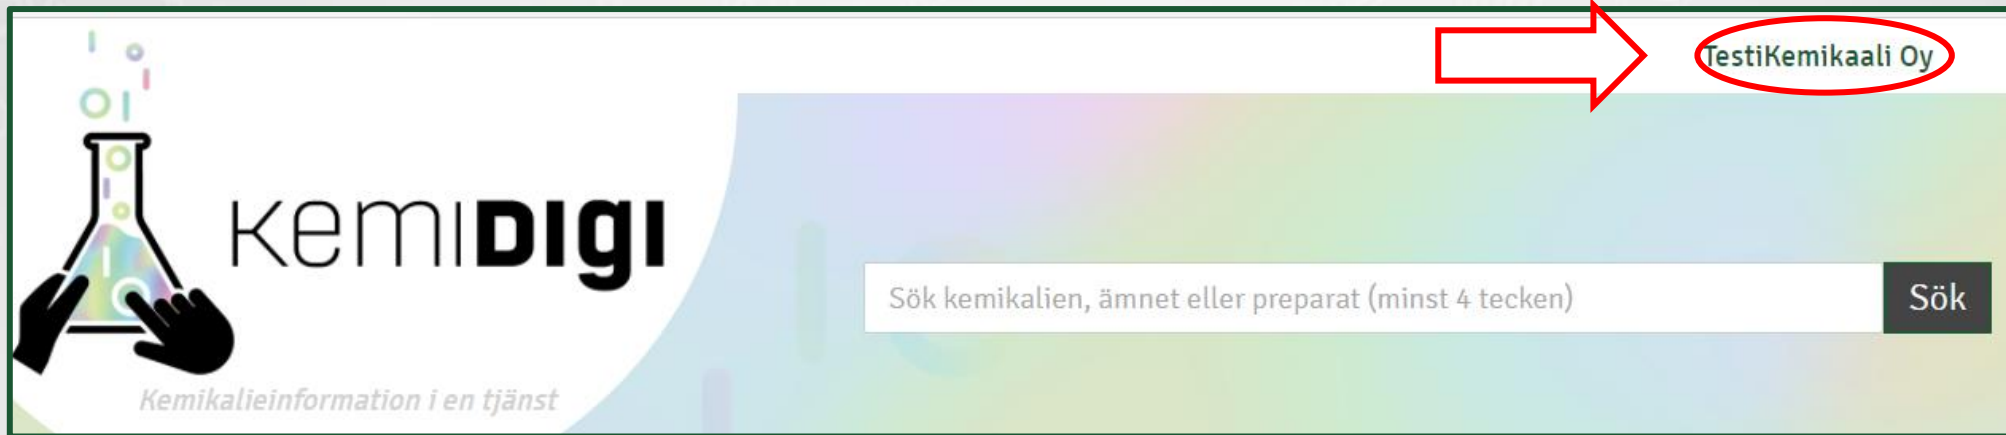 TestiKemikaali Oy
KemiDIGI
Sök kemikalien, ämnet eller preparat (minst 4 tecken)
Sök
Kemikalieinformation i en tjänst